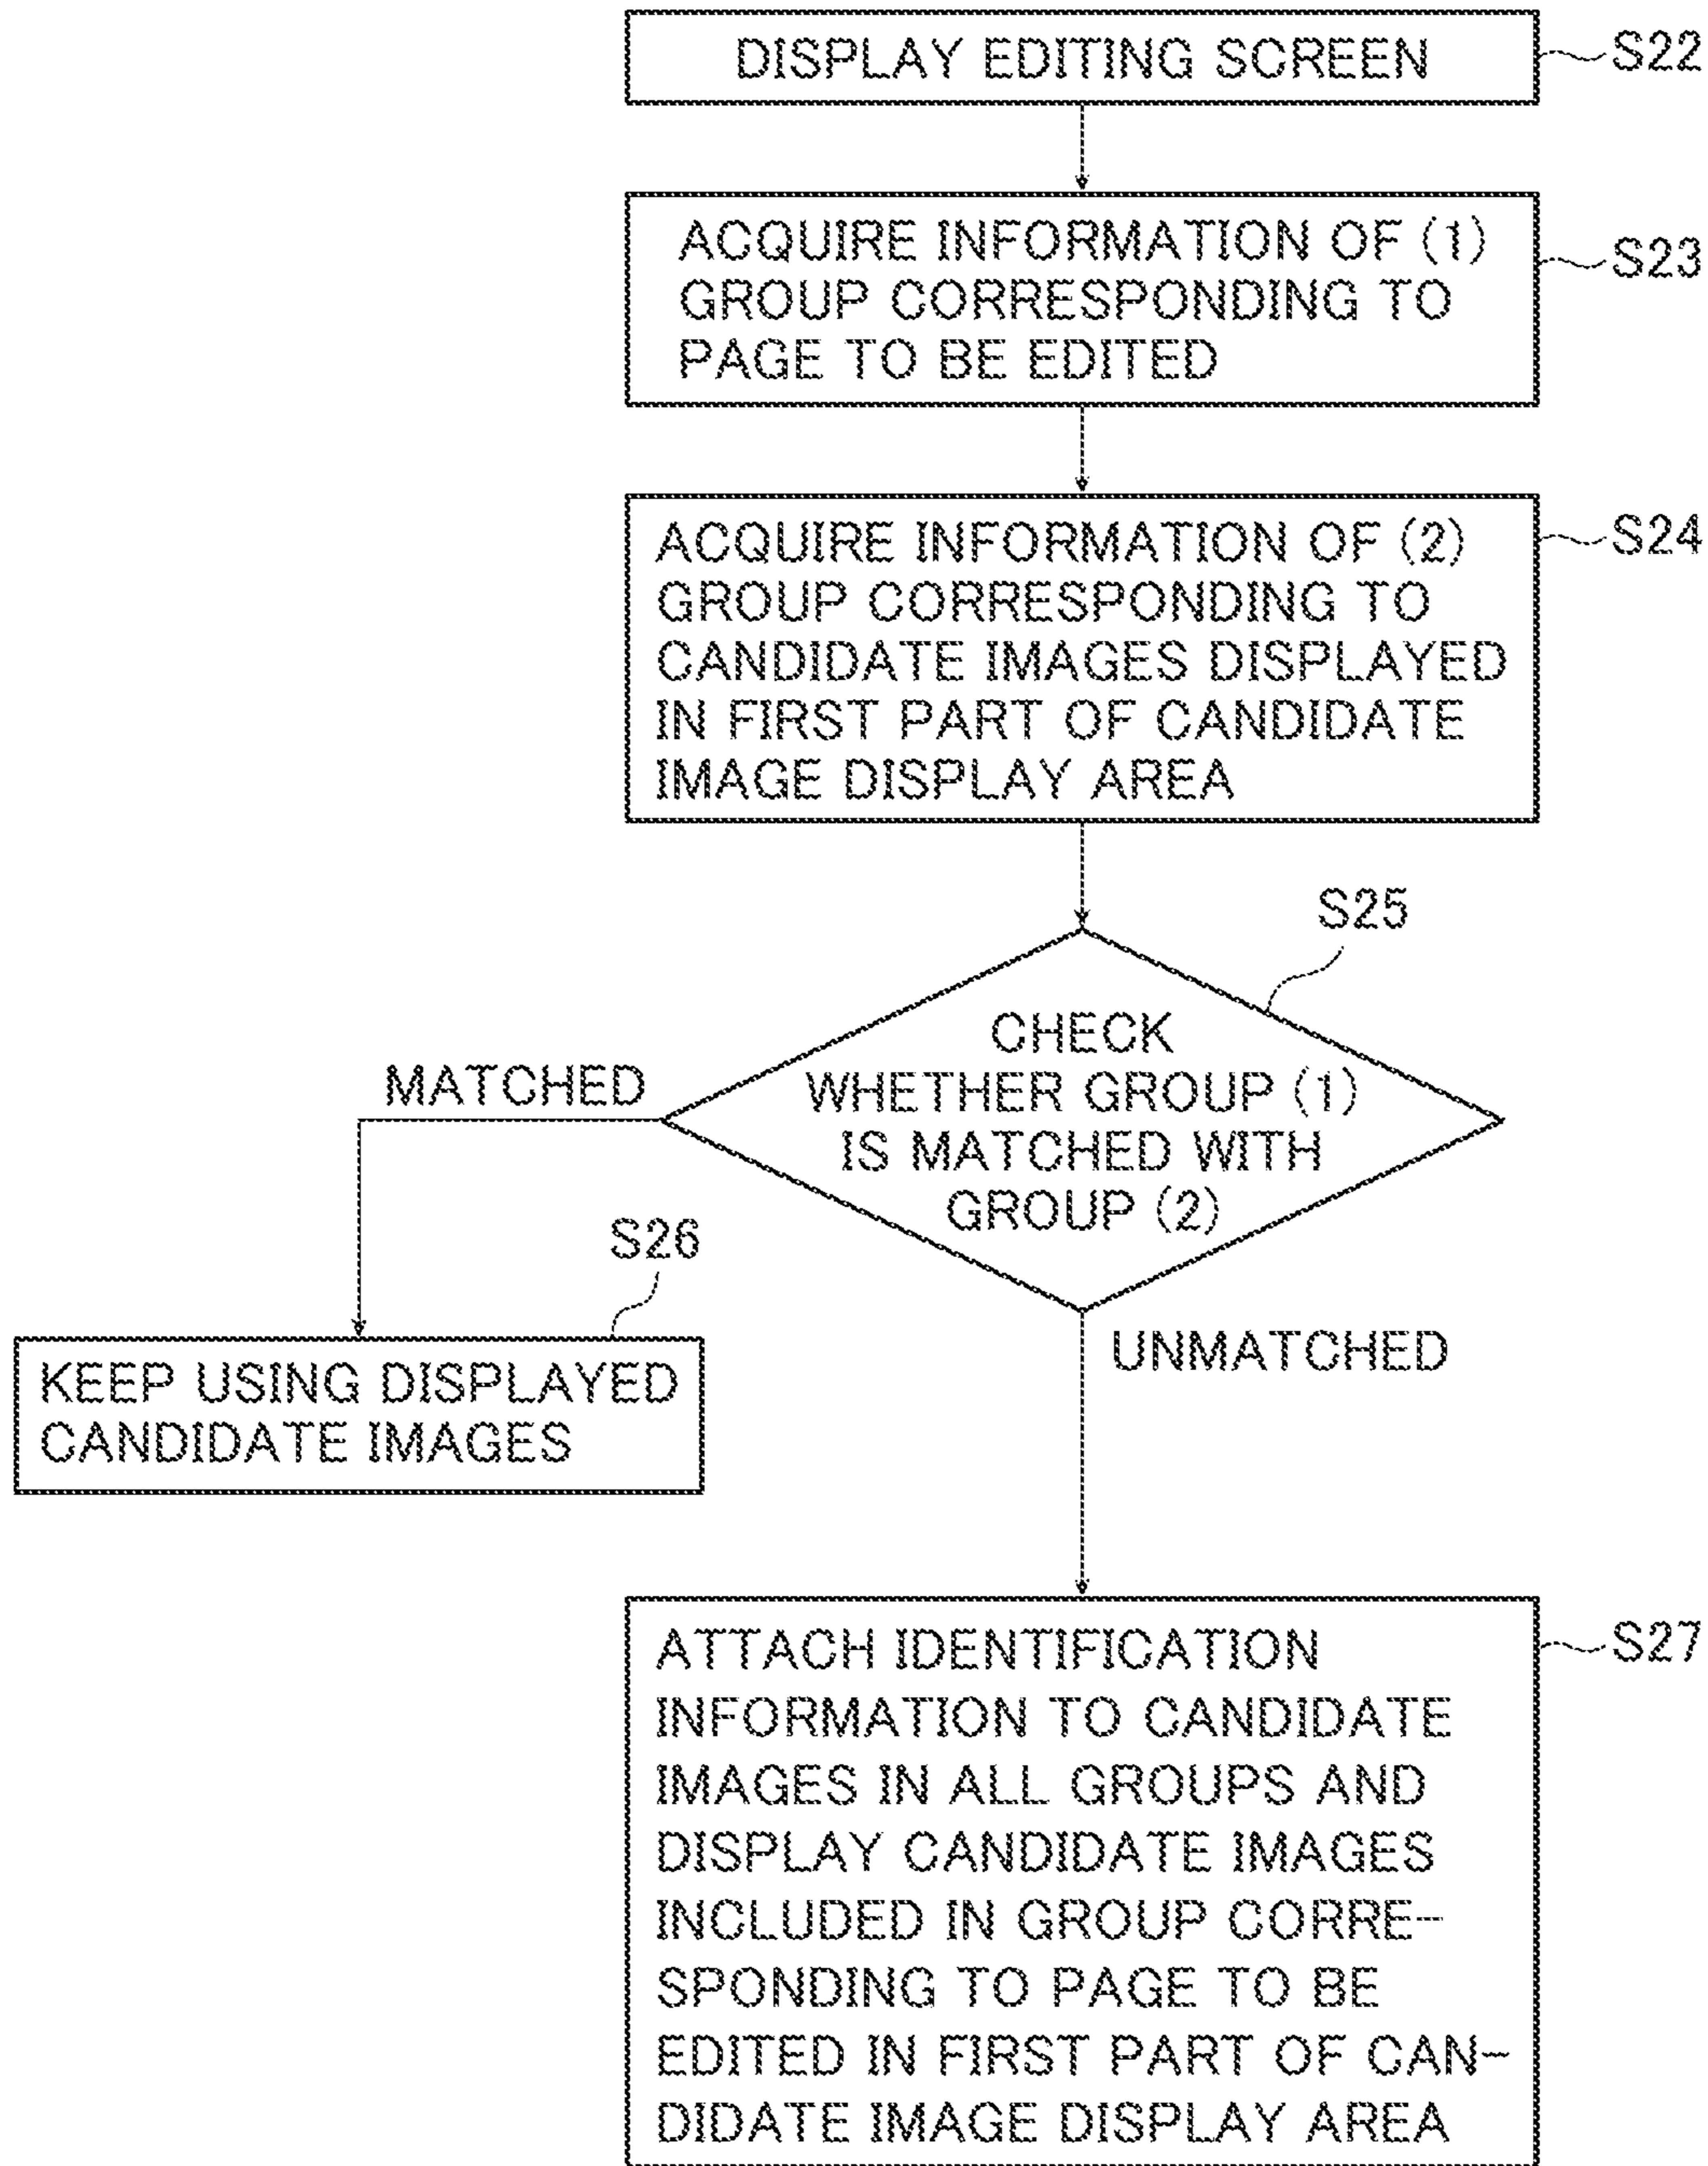 DISPLAY EDITING SCREEN
S22
ACQUIRE INFORMATION OF (1)
GROUP CORRESPONDING TO
PAGE TO BE EDITED
S23
ACQUIRE INFORMATION OF (2)
GROUP CORRESPONDING TO
CANDIDATE IMAGES DISPLAYED
IN FIRST PART OF CANDIDATE
IMAGE DISPLAY AREA
S24
S25
CHECK
WHETHER GROUP (1)
IS MATCHED WITH
GROUP (2)
MATCHED
S26
KEEP USING DISPLAYED
CANDIDATE IMAGES
UNMATCHED
ATTACH IDENTIFICATION
INFORMATION TO CANDIDATE
IMAGES IN ALL GROUPS AND
DISPLAY CANDIDATE IMAGES
INCLUDED IN GROUP CORRE-
SPONDING TO PAGE TO BE
EDITED IN FIRST PART OF CAN-
DIDATE IMAGE DISPLAY AREA
S27